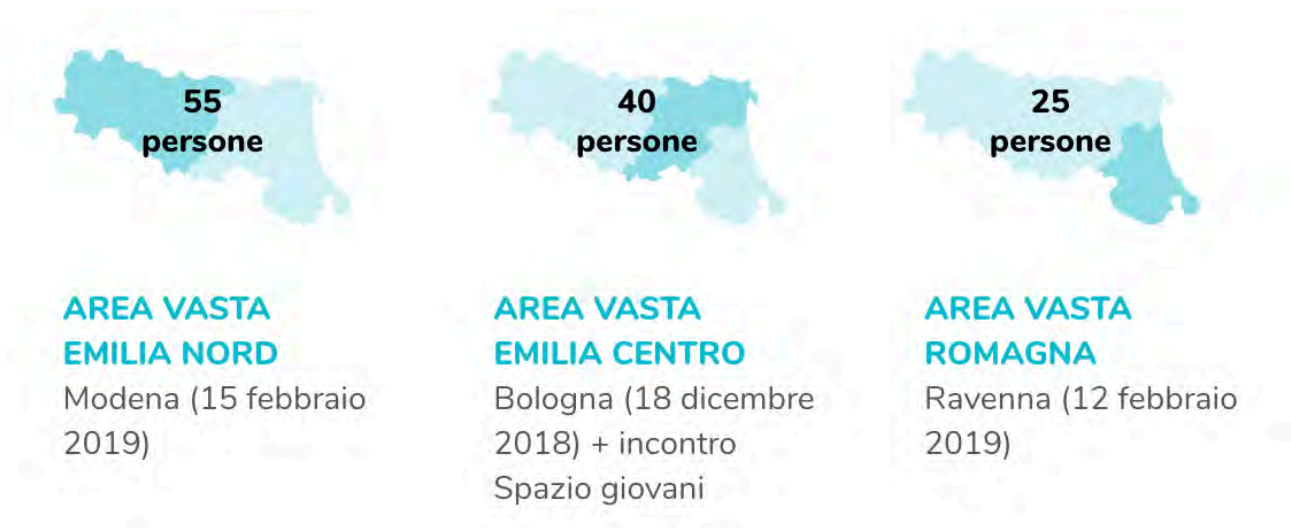 55
persone
AREA VASTA
EMILIA NORD
Modena (15 febbraio
2019)
40
persone
AREA VASTA
EMILIA CENTRO
Bologna (18 dicembre
2018) + incontro
Spazio giovani
25
persone
AREA VASTA
ROMAGNA
Ravenna (12 febbraio
2019)